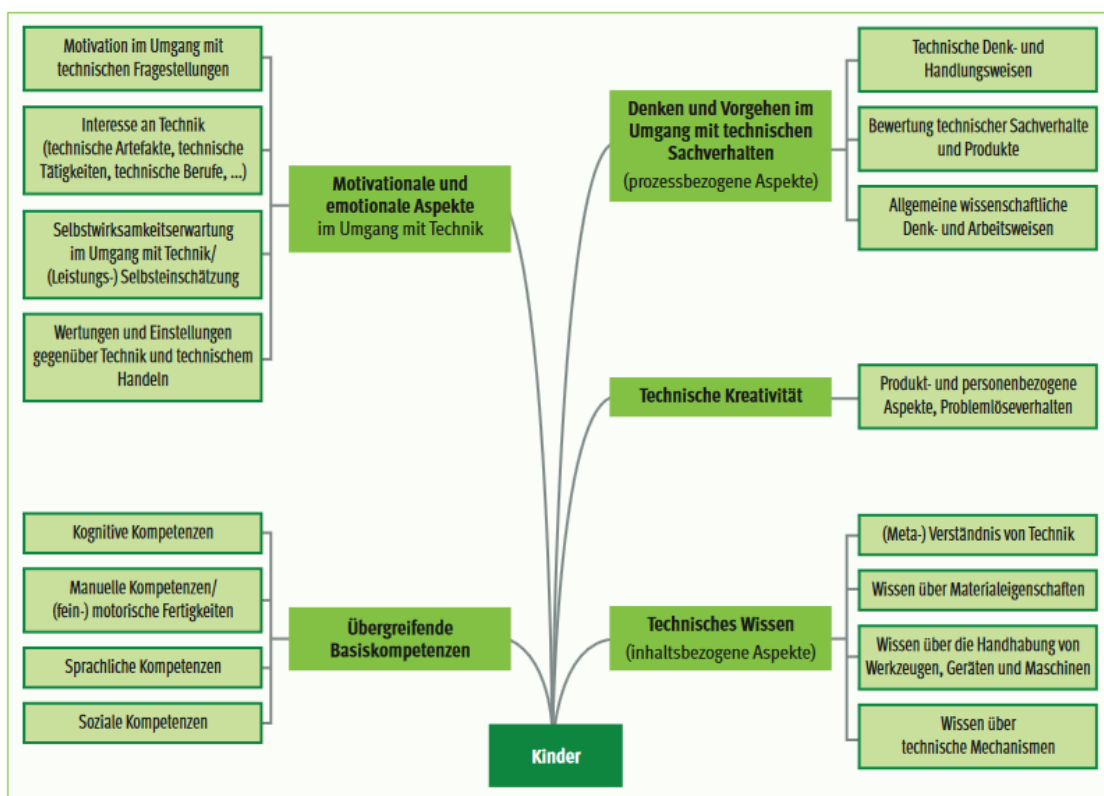 Motivation im Umgang mit
technischen Fragestellungen
Interesse an Technik
(technische Artefakte, technische
Tätigkeiten, technische Berufe, ...)
Selbstwirksamkeitserwartung
im Umgang mit Technik/
(Leistungs-) Selbsteinschätzung
Wertungen und Einstellungen
gegenüber Technik und technischem
Handeln
Motivationale und
emotionale Aspekte
im Umgang mit Technik
Kognitive Kompetenzen
Manuelle Kompetenzen/
(fein-) motorische Fertigkeiten
Sprachliche Kompetenzen
Soziale Kompetenzen
Übergreifende
Basiskompetenzen
Denken und Vorgehen im
Umgang mit technischen
Sachverhalten
(prozessbezogene Aspekte)
Technische Denk- und
Handlungsweisen
Bewertung technischer Sachverhalte
und Produkte
Allgemeine wissenschaftliche
Denk- und Arbeitsweisen
Technische Kreativität
Produkt- und personenbezogene
Aspekte, Problemlöseverhalten
Technisches Wissen
(inhaltsbezogene Aspekte)
(Meta-) Verständnis von Technik
Wissen über Materialeigenschaften
Wissen über die Handhabung von
Werkzeugen, Geräten und Maschinen
Wissen über
technische Mechanismen
Kinder